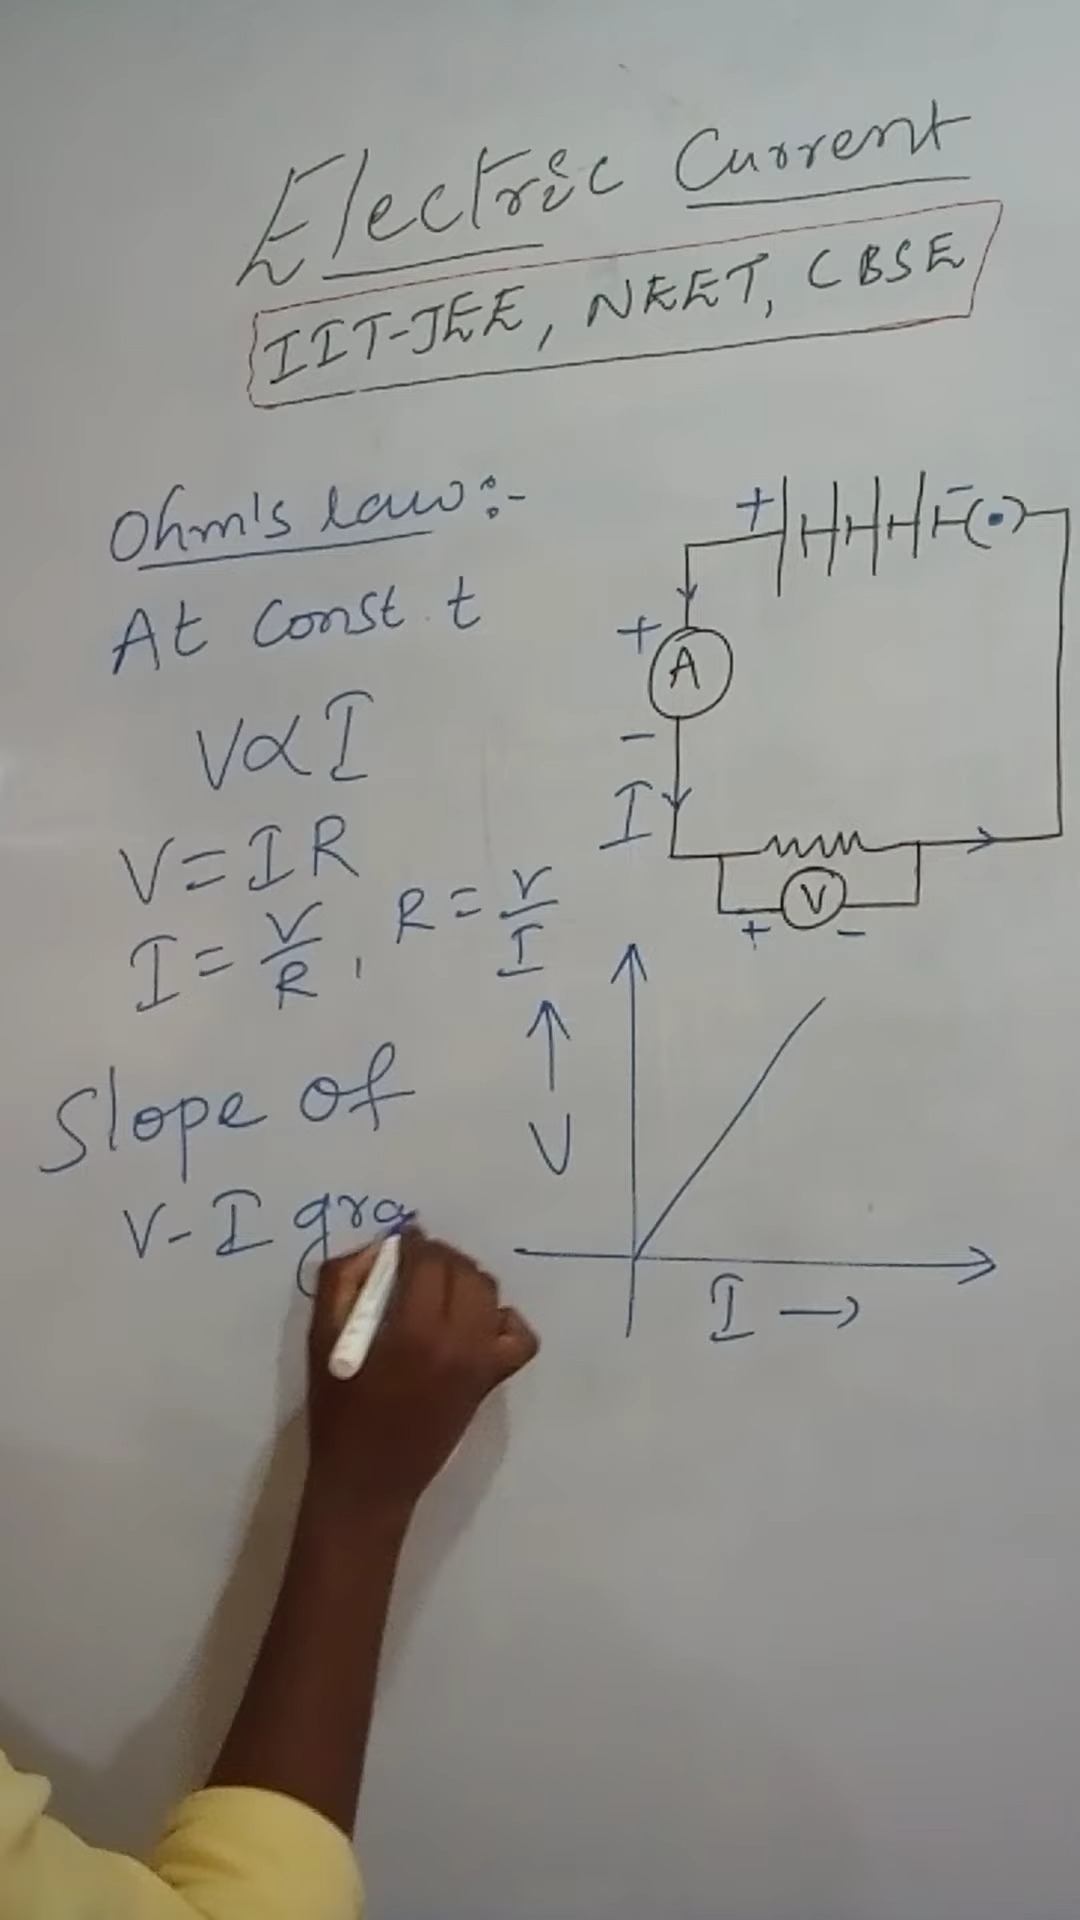 Electric Current
IIT-JEE, NEET, CBSE
Ohm's law:-
At const. t
V∝I
V=IR
I=V/R, R=V/I
Slope of
V-I gra
+ -(•)
+
A
-
I
V
+ -
↑
V
I →